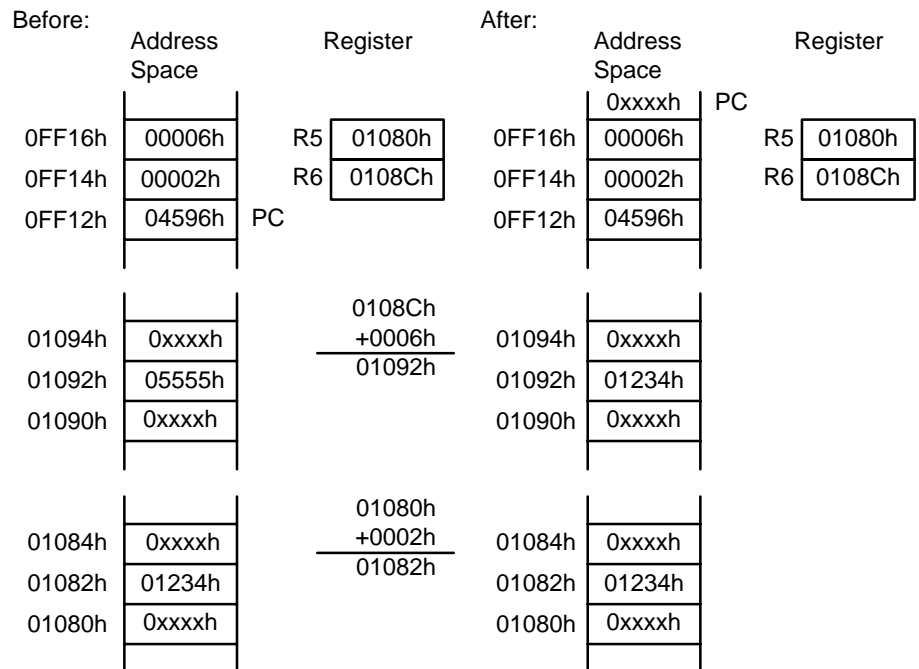 Before:
Address Space
Register
0FF16h 00006h R5 01080h
0FF14h 00002h R6 0108Ch
0FF12h 04596h PC
0108Ch
01094h 0xxxxh +0006h
01092h 05555h 01092h
01090h 0xxxxh
01080h
01084h 0xxxxh +0002h
01082h 01234h 01082h
01080h 0xxxxh
After:
Address Space
Register
0xxxxh PC
0FF16h 00006h R5 01080h
0FF14h 00002h R6 0108Ch
0FF12h 04596h
01094h 0xxxxh
01092h 01234h
01090h 0xxxxh
01084h 0xxxxh
01082h 01234h
01080h 0xxxxh